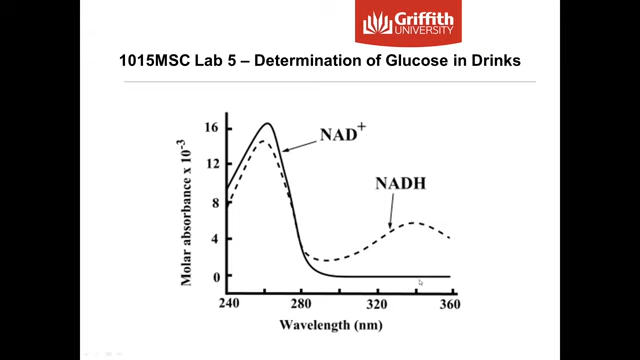 Griffith
UNIVERSITY
1015MSC Lab 5 – Determination of Glucose in Drinks
16
12
8
4
0
Molar absorbance x 10⁻³
NAD⁺
NADH
240
280
320
360
Wavelength (nm)